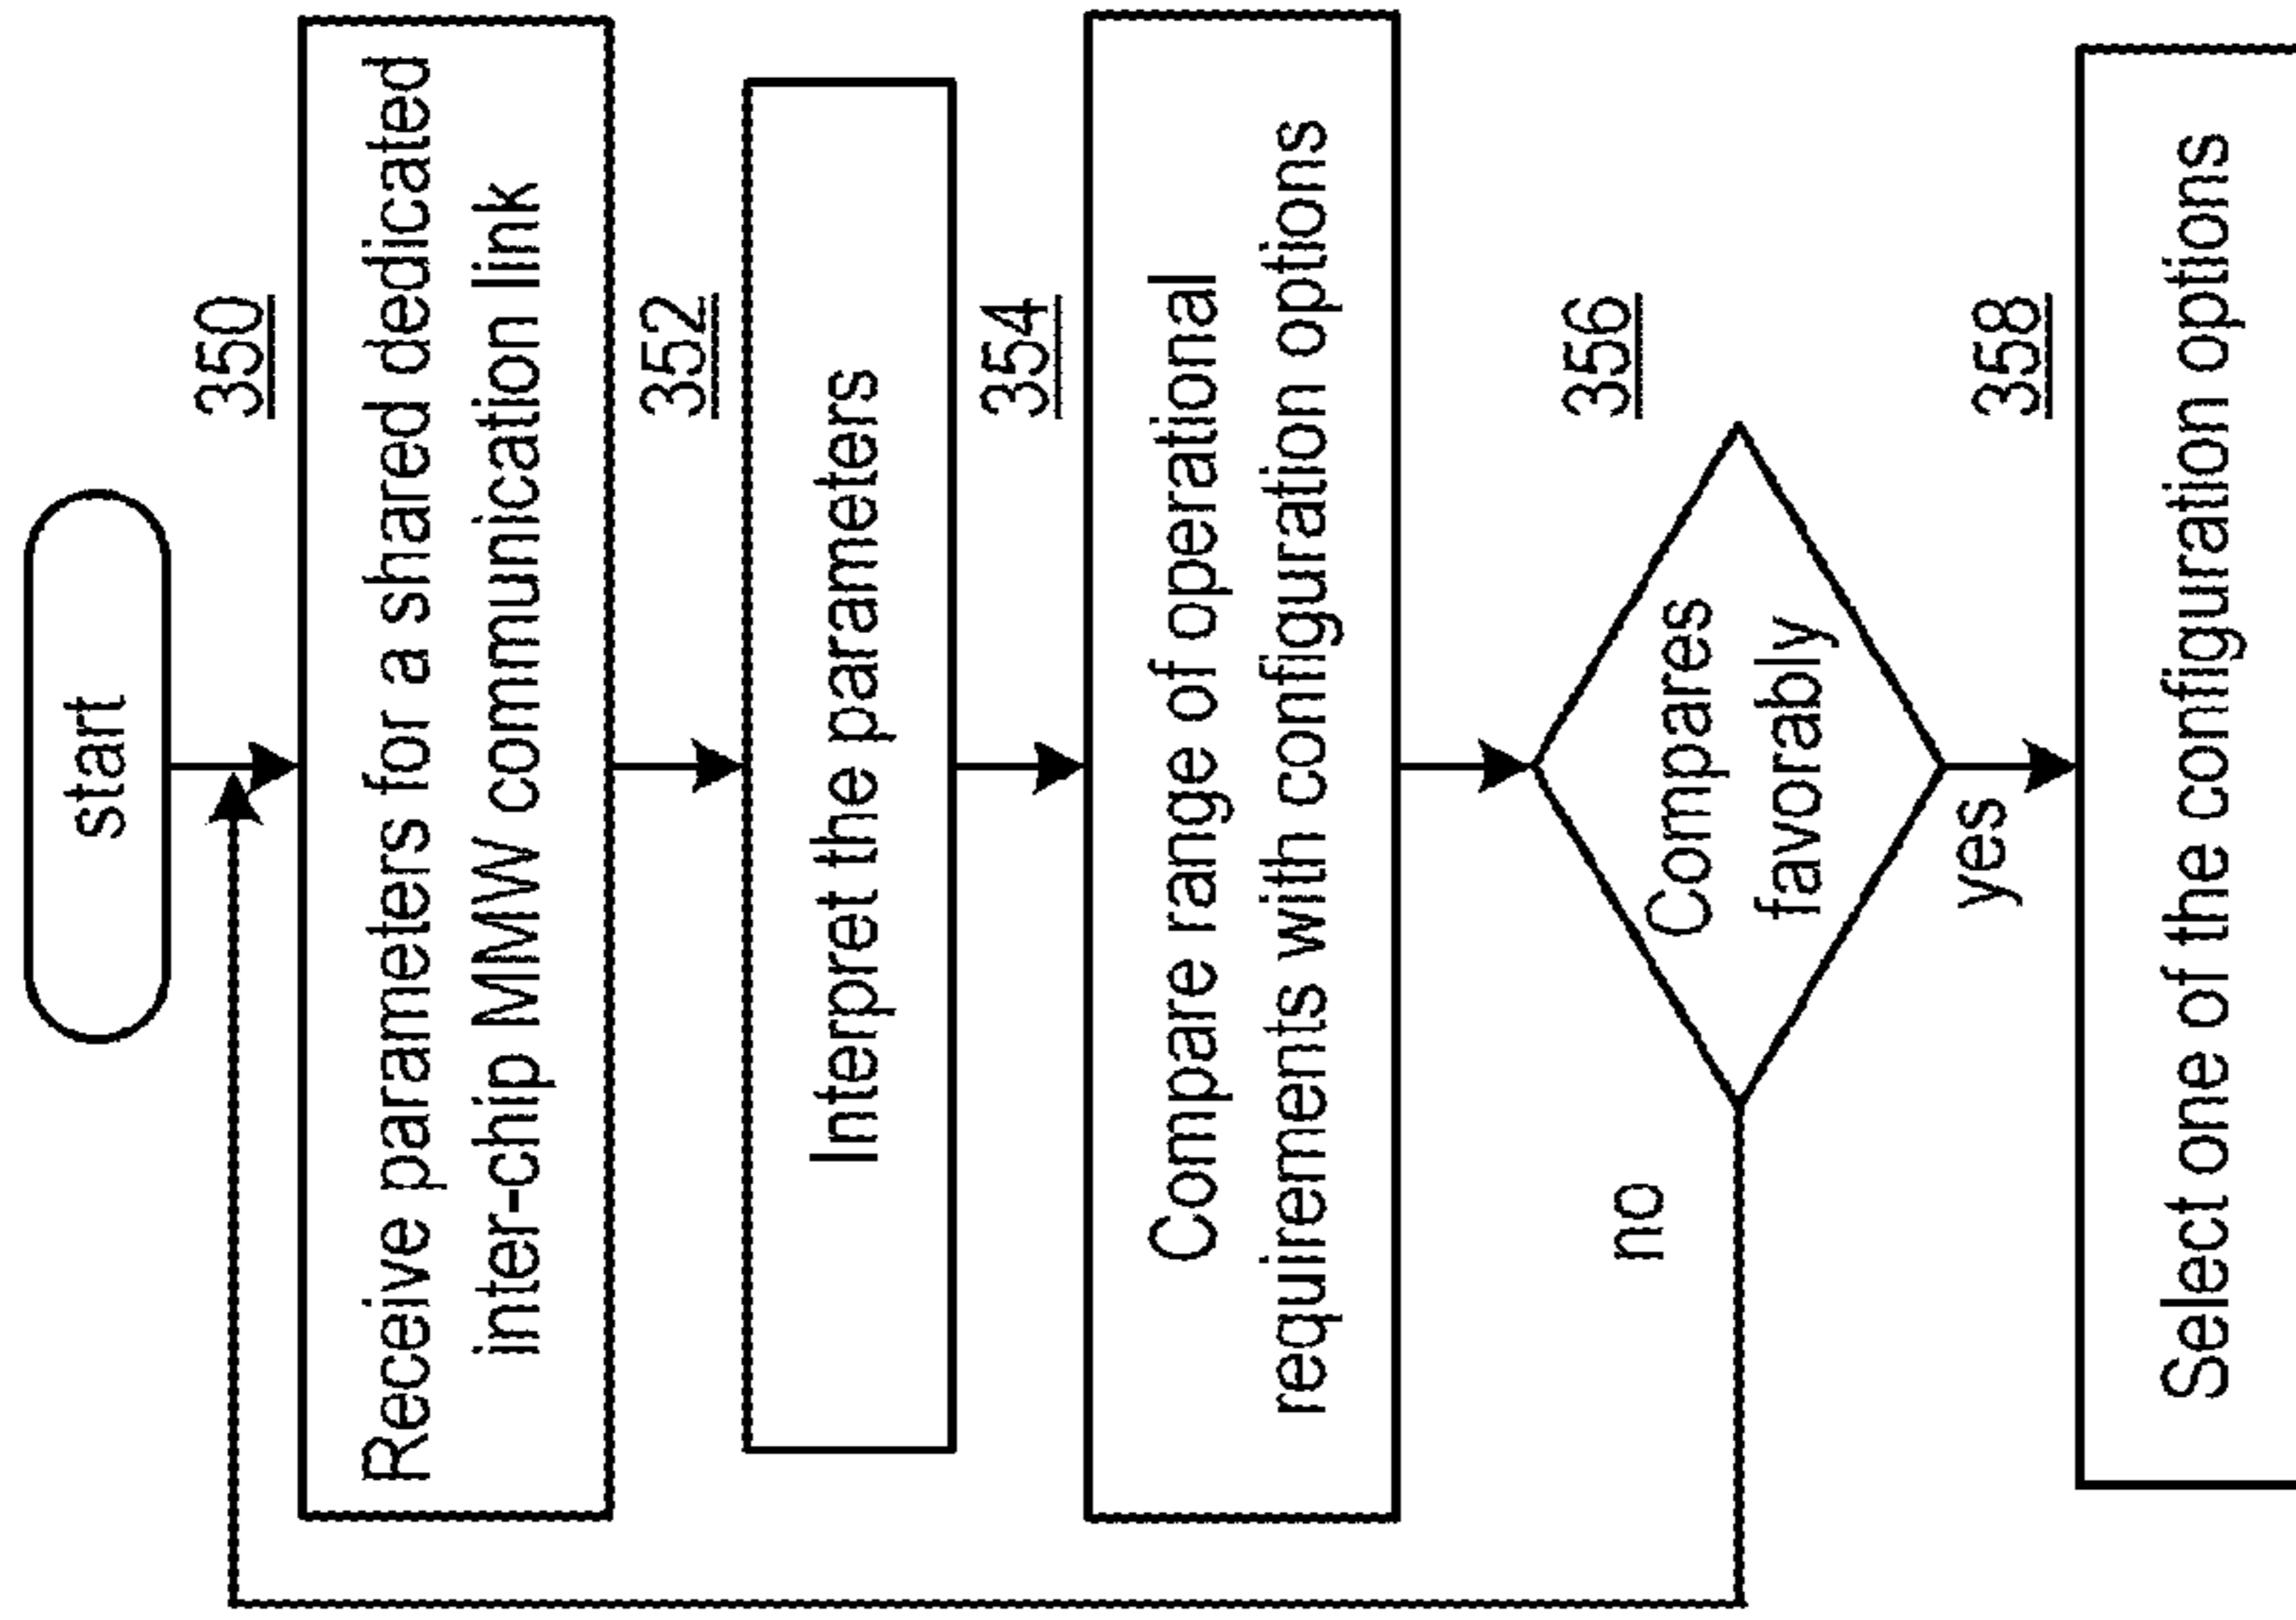 start
350
Receive parameters for a shared dedicated
inter-chip MMW communication link
352
Interpret the parameters
354
Compare range of operational
requirements with configuration options
356
Compares
favorably
no
yes
358
Select one of the configuration options